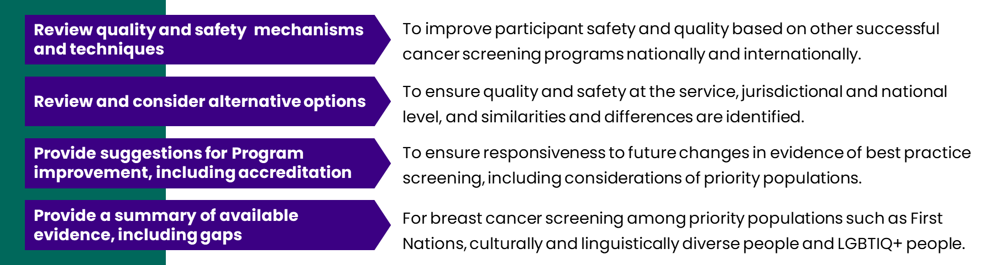 Review quality and safety mechanisms
and techniques
To improve participant safety and quality based on other successful
cancer screening programs nationally and internationally.
Review and consider alternative options
To ensure quality and safety at the service, jurisdictional and national
level, and similarities and differences are identified.
Provide suggestions for Program
improvement, including accreditation
To ensure responsiveness to future changes in evidence of best practice
screening, including considerations of priority populations.
Provide a summary of available
evidence, including gaps
For breast cancer screening among priority populations such as First
Nations, culturally and linguistically diverse people and LGBTIQ+ people.